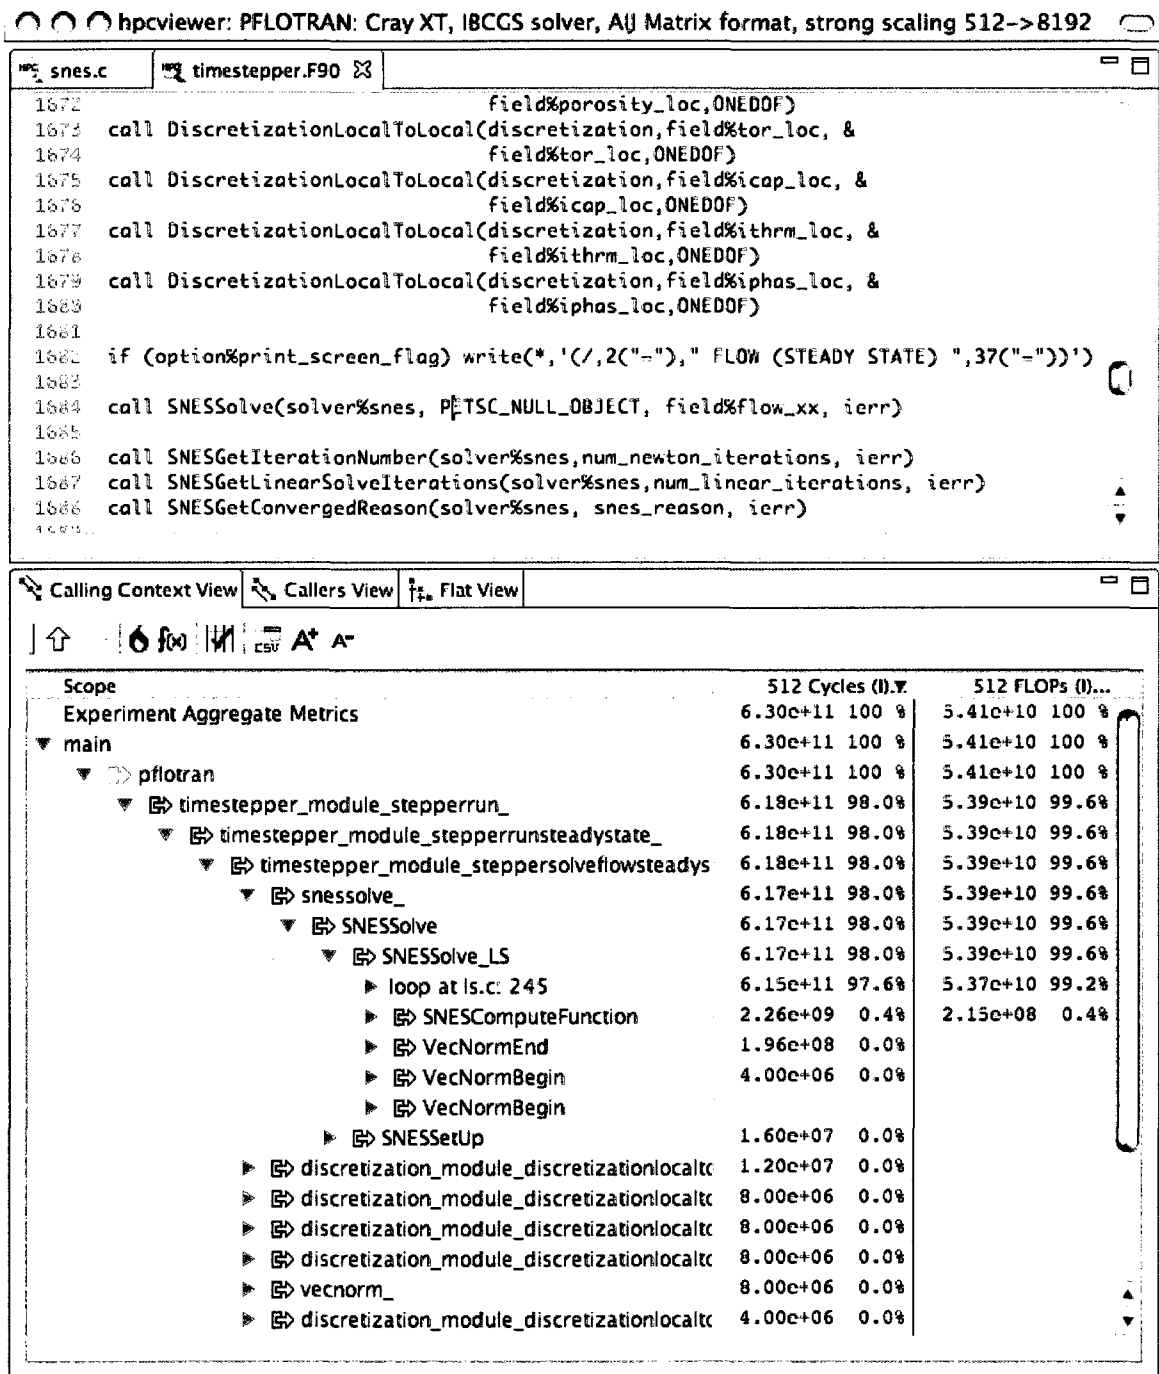 hpcviewer: PFLOTRAN: Cray XT, IBCGS solver, AIJ Matrix format, strong scaling 512->8192
snes.c timestepper.F90
1672 field%porosity_loc,ONEDOF)
1673 call DiscretizationLocalToLocal(discretization,field%tor_loc, &
1674 field%tor_loc,ONEDOF)
1675 call DiscretizationLocalToLocal(discretization,field%icap_loc, &
1676 field%icap_loc,ONEDOF)
1677 call DiscretizationLocalToLocal(discretization,field%ithrm_loc, &
1678 field%ithrm_loc,ONEDOF)
1679 call DiscretizationLocalToLocal(discretization,field%iphas_loc, &
1680 field%iphas_loc,ONEDOF)
1681
1682 if (option%print_screen_flag) write(*,'(/,2("=")," FLOW (STEADY STATE) ",37("="))')
1683
1684 call SNESSolve(solver%snes, PETSC_NULL_OBJECT, field%flow_xx, ierr)
1685
1686 call SNESGetIterationNumber(solver%snes,num_newton_iterations, ierr)
1687 call SNESGetLinearSolveIterations(solver%snes,num_linear_iterations, ierr)
1688 call SNESGetConvergedReason(solver%snes, snes_reason, ierr)
Calling Context View Callers View Flat View
f(x) CSV A+ A-
Scope 512 Cycles (I) 512 FLOPs (I)...
Experiment Aggregate Metrics 6.30e+11 100 % 5.41e+10 100 %
main 6.30e+11 100 % 5.41e+10 100 %
pflotran 6.30e+11 100 % 5.41e+10 100 %
timestepper_module_stepperrun_ 6.18e+11 98.0% 5.39e+10 99.6%
timestepper_module_stepperrunsteadystate_ 6.18e+11 98.0% 5.39e+10 99.6%
timestepper_module_steppersolveflowsteadys 6.18e+11 98.0% 5.39e+10 99.6%
snessolve_ 6.17e+11 98.0% 5.39e+10 99.6%
SNESSolve 6.17e+11 98.0% 5.39e+10 99.6%
SNESSolve_LS 6.17e+11 98.0% 5.39e+10 99.6%
loop at ls.c: 245 6.15e+11 97.6% 5.37e+10 99.2%
SNESComputeFunction 2.26e+09 0.4% 2.15e+08 0.4%
VecNormEnd 1.96e+08 0.0%
VecNormBegin 4.00e+06 0.0%
VecNormBegin
SNESSetUp 1.60e+07 0.0%
discretization_module_discretizationlocaltc 1.20e+07 0.0%
discretization_module_discretizationlocaltc 8.00e+06 0.0%
discretization_module_discretizationlocaltc 8.00e+06 0.0%
discretization_module_discretizationlocaltc 8.00e+06 0.0%
vecnorm_ 8.00e+06 0.0%
discretization_module_discretizationlocaltc 4.00e+06 0.0%